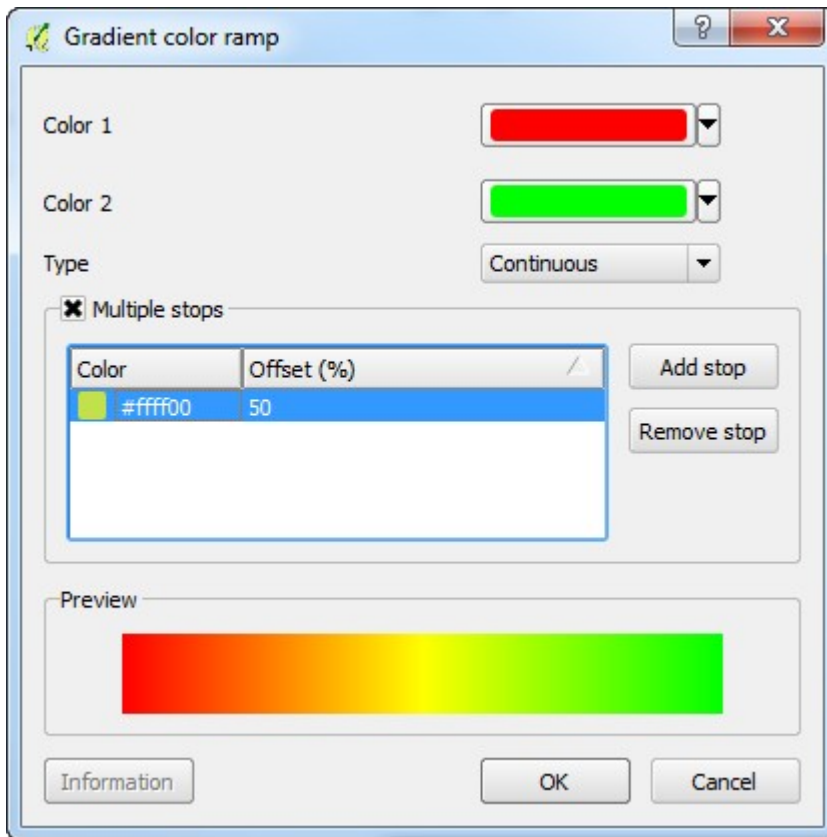 Gradient color ramp ?
Color 1
Color 2
Type Continuous
Multiple stops
Color Offset (%) Add stop
#ffff00 50
Remove stop
Preview
Information OK Cancel